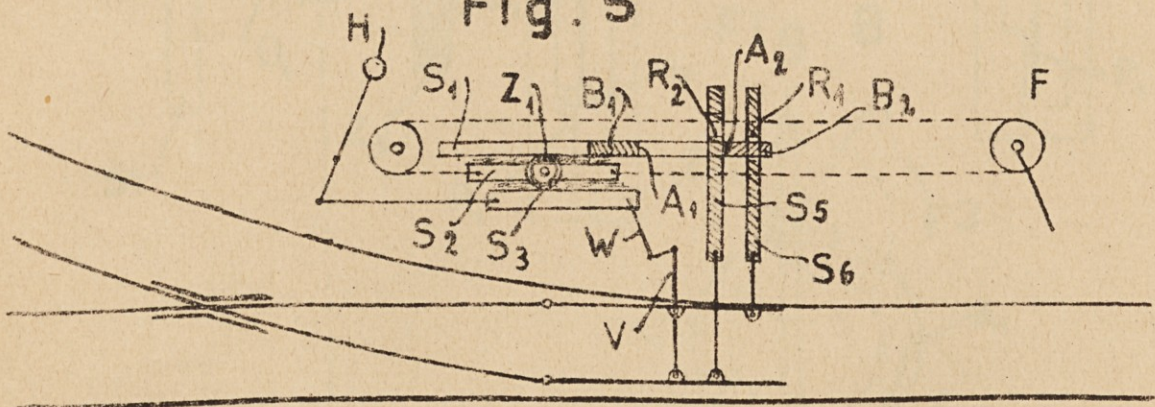 Fig. 5
H
S₁
Z₁
B₁
R₂
A₂
R₁
B₂
F
S₂
S₃
A₁
W
S₅
S₆
V